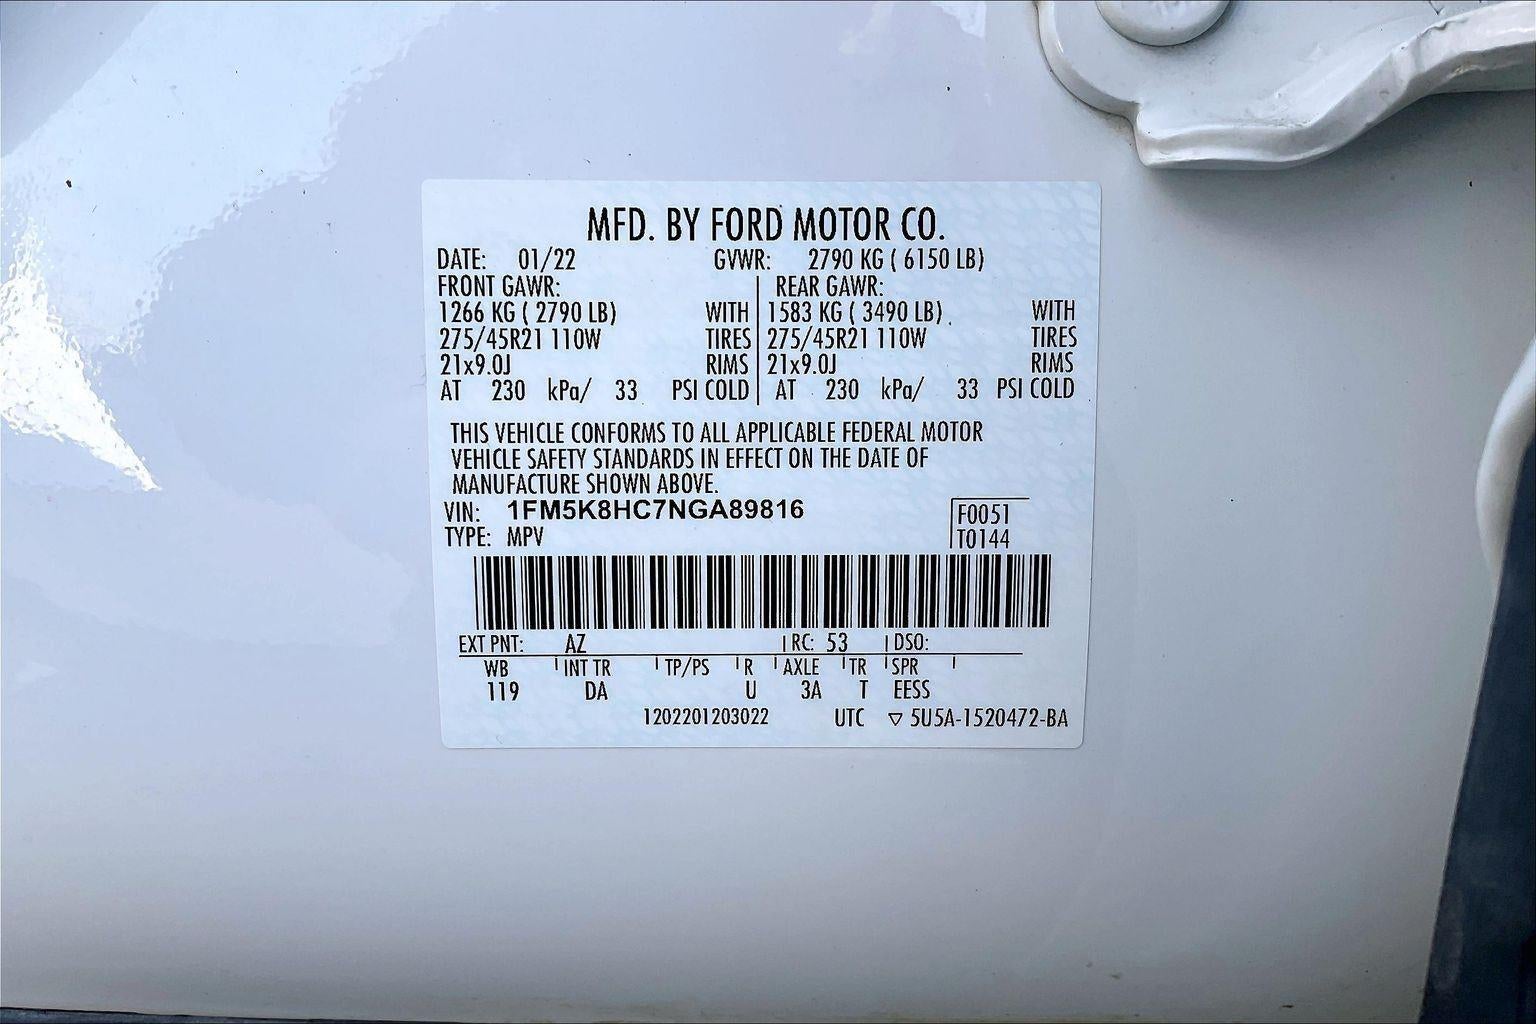 MFD. BY FORD MOTOR CO.
DATE: 01/22 GVWR: 2790 KG ( 6150 LB)
FRONT GAWR: REAR GAWR:
1266 KG ( 2790 LB) WITH 1583 KG ( 3490 LB) WITH
275/45R21 110W TIRES 275/45R21 110W TIRES
21x9.0J RIMS 21x9.0J RIMS
AT 230 kPa/ 33 PSI COLD AT 230 kPa/ 33 PSI COLD
THIS VEHICLE CONFORMS TO ALL APPLICABLE FEDERAL MOTOR
VEHICLE SAFETY STANDARDS IN EFFECT ON THE DATE OF
MANUFACTURE SHOWN ABOVE.
VIN: 1FM5K8HC7NGA89816 F0051
TYPE: MPV T0144
EXT PNT: AZ RC: 53 DSO:
WB INT TR TP/PS R AXLE TR SPR
119 DA U 3A T EESS
1202201203022 UTC ▽ 5U5A-1520472-BA